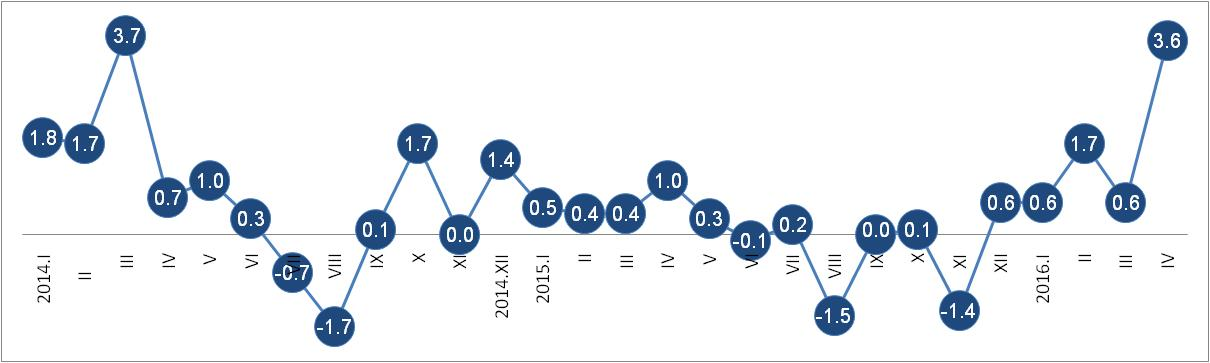 1.8 1.7 3.7 0.7 1.0 0.3 -0.7 -1.7 0.1 1.7 0.0 1.4 0.5 0.4 0.4 1.0 0.3 -0.1 0.2 -1.5 0.0 0.1 -1.4 0.6 0.6 1.7 0.6 3.6
2014.I II III IV V VI VII VIII IX X XI 2014.XII 2015.I II III IV V VI VII VIII IX X XI XII 2016.I II III IV